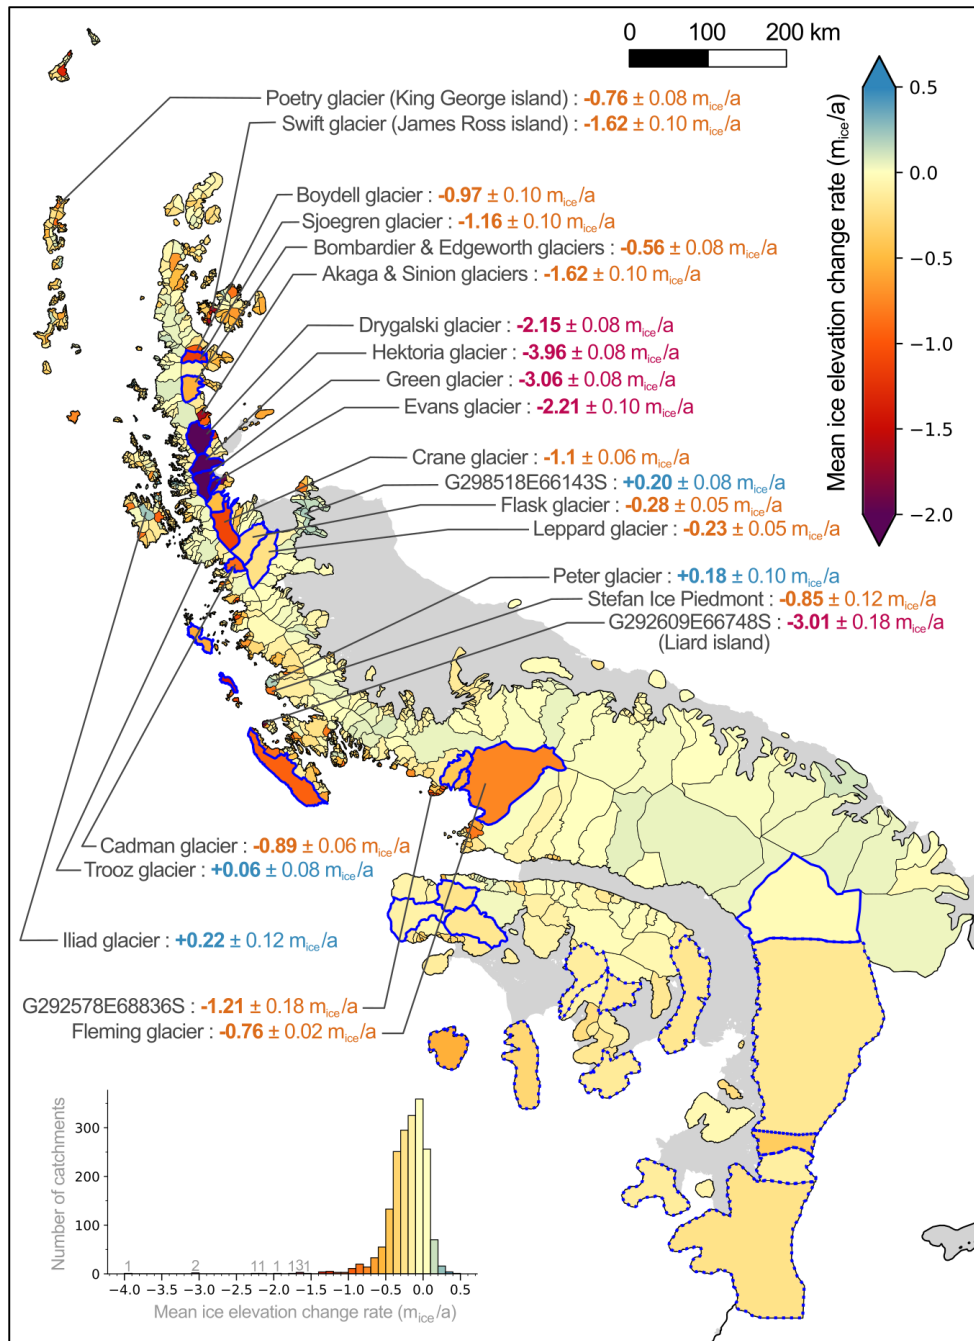 0 100 200 km
Poetry glacier (King George island) : -0.76 ± 0.08 mice/a
Swift glacier (James Ross island) : -1.62 ± 0.10 mice/a
Boydell glacier : -0.97 ± 0.10 mice/a
Sjoegren glacier : -1.16 ± 0.10 mice/a
Bombardier & Edgeworth glaciers : -0.56 ± 0.08 mice/a
Akaga & Sinion glaciers : -1.62 ± 0.10 mice/a
Drygalski glacier : -2.15 ± 0.08 mice/a
Hektoria glacier : -3.96 ± 0.08 mice/a
Green glacier : -3.06 ± 0.08 mice/a
Evans glacier : -2.21 ± 0.10 mice/a
Crane glacier : -1.1 ± 0.06 mice/a
G298518E66143S : +0.20 ± 0.08 mice/a
Flask glacier : -0.28 ± 0.05 mice/a
Leppard glacier : -0.23 ± 0.05 mice/a
Peter glacier : +0.18 ± 0.10 mice/a
Stefan Ice Piedmont : -0.85 ± 0.12 mice/a
G292609E66748S : -3.01 ± 0.18 mice/a
(Liard island)
Mean ice elevation change rate (mice/a)
0.5
0.0
−0.5
−1.0
−1.5
−2.0
Cadman glacier : -0.89 ± 0.06 mice/a
Trooz glacier : +0.06 ± 0.08 mice/a
Iliad glacier : +0.22 ± 0.12 mice/a
G292578E68836S : -1.21 ± 0.18 mice/a
Fleming glacier : -0.76 ± 0.02 mice/a
Number of catchments
300
200
100
0
1 2 11 1 131
−4.0 −3.5 −3.0 −2.5 −2.0 −1.5 −1.0 −0.5 0.0 0.5
Mean ice elevation change rate (mice/a)